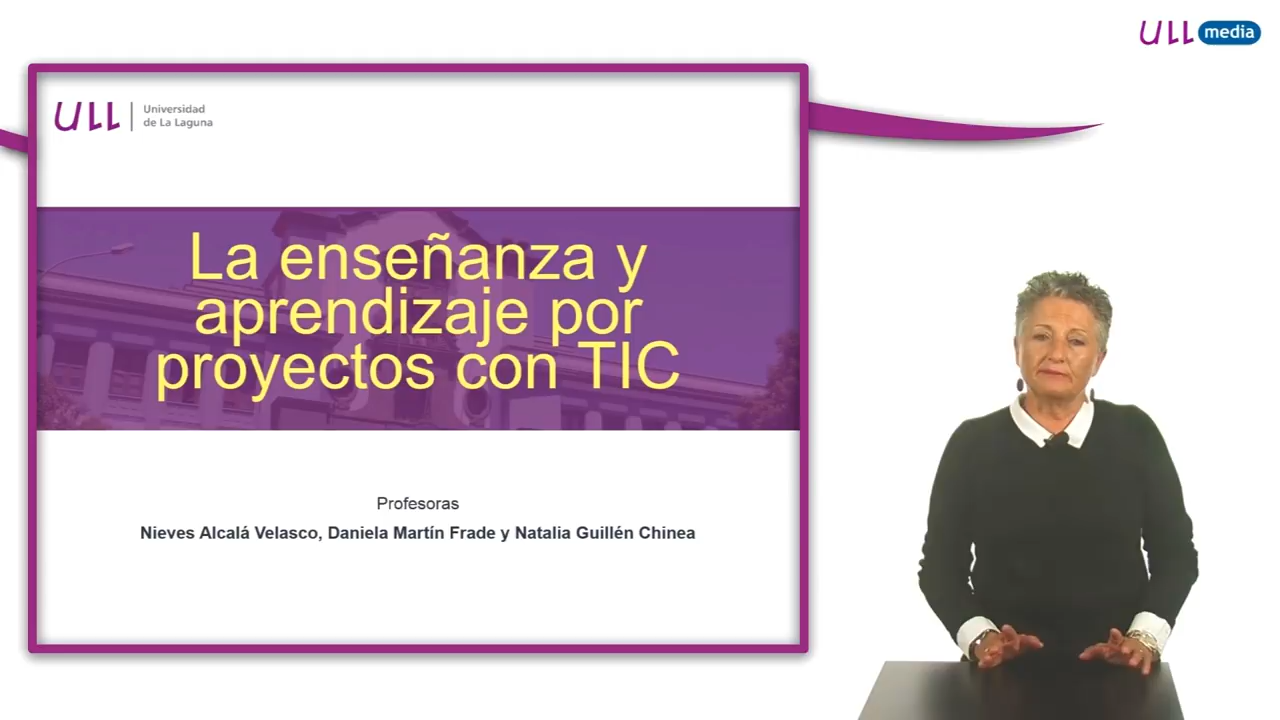 ULL media
ULL
Universidad
de La Laguna
La enseñanza y
aprendizaje por
proyectos con TIC
Profesoras
Nieves Alcalá Velasco, Daniela Martín Frade y Natalia Guillén Chinea